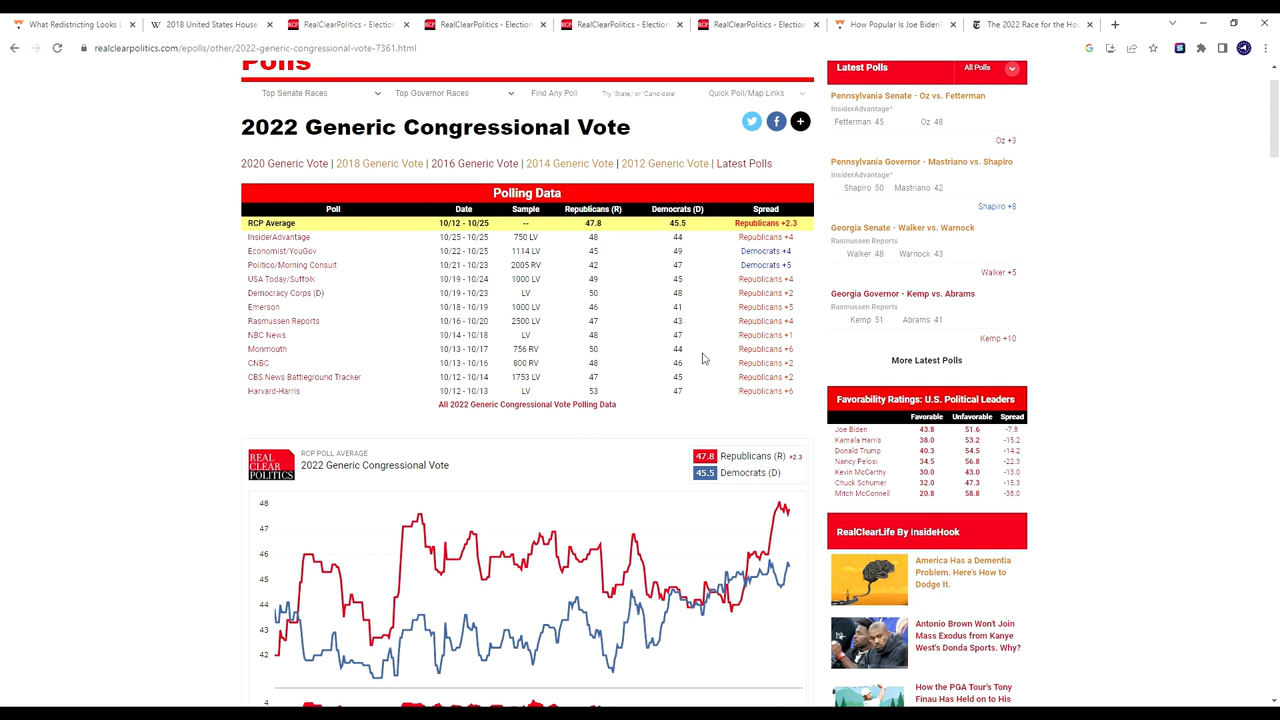 What Redistricting Looks L
2018 United States House
RealClearPolitics - Election
RealClearPolitics - Election
RealClearPolitics - Election
RealClearPolitics - Election
How Popular Is Joe Biden?
The 2022 Race for the Hou
realclearpolitics.com/epolls/other/2022-generic-congressional-vote-7361.html
Polls
Top Senate Races
Top Governor Races
Find Any Poll
Try 'State,' or 'Candidate'
Quick Poll/Map Links
2022 Generic Congressional Vote
2020 Generic Vote | 2018 Generic Vote | 2016 Generic Vote | 2014 Generic Vote | 2012 Generic Vote | Latest Polls
Polling Data
Poll Date Sample Republicans (R) Democrats (D) Spread
RCP Average 10/12 - 10/25 -- 47.8 45.5 Republicans +2.3
InsiderAdvantage 10/25 - 10/25 750 LV 48 44 Republicans +4
Economist/YouGov 10/22 - 10/25 1114 LV 45 49 Democrats +4
Politico/Morning Consult 10/21 - 10/23 2005 RV 42 47 Democrats +5
USA Today/Suffolk 10/19 - 10/24 1000 LV 49 45 Republicans +4
Democracy Corps (D) 10/19 - 10/23 LV 50 48 Republicans +2
Emerson 10/18 - 10/19 1000 LV 46 41 Republicans +5
Rasmussen Reports 10/16 - 10/20 2500 LV 47 43 Republicans +4
NBC News 10/14 - 10/18 LV 48 47 Republicans +1
Monmouth 10/13 - 10/17 756 RV 50 44 Republicans +6
CNBC 10/13 - 10/16 800 RV 48 46 Republicans +2
CBS News Battleground Tracker 10/12 - 10/14 1753 LV 47 45 Republicans +2
Harvard-Harris 10/12 - 10/13 LV 53 47 Republicans +6
All 2022 Generic Congressional Vote Polling Data
REAL CLEAR POLITICS
RCP POLL AVERAGE
2022 Generic Congressional Vote
47.8 Republicans (R) +2.3
45.5 Democrats (D)
48
47
46
45
44
43
42
4
Latest Polls
All Polls
Pennsylvania Senate - Oz vs. Fetterman
InsiderAdvantage*
Fetterman 45 Oz 48
Oz +3
Pennsylvania Governor - Mastriano vs. Shapiro
InsiderAdvantage*
Shapiro 50 Mastriano 42
Shapiro +8
Georgia Senate - Walker vs. Warnock
Rasmussen Reports
Walker 48 Warnock 43
Walker +5
Georgia Governor - Kemp vs. Abrams
Rasmussen Reports
Kemp 51 Abrams 41
Kemp +10
More Latest Polls
Favorability Ratings: U.S. Political Leaders
Favorable Unfavorable Spread
Joe Biden 43.8 51.6 -7.8
Kamala Harris 38.0 53.2 -15.2
Donald Trump 40.3 54.5 -14.2
Nancy Pelosi 34.5 56.8 -22.3
Kevin McCarthy 30.0 43.0 -13.0
Chuck Schumer 32.0 47.3 -15.3
Mitch McConnell 20.8 58.8 -38.0
RealClearLife By InsideHook
America Has a Dementia
Problem. Here's How to
Dodge It.
Antonio Brown Won't Join
Mass Exodus from Kanye
West's Donda Sports. Why?
How the PGA Tour's Tony
Finau Has Held on to His